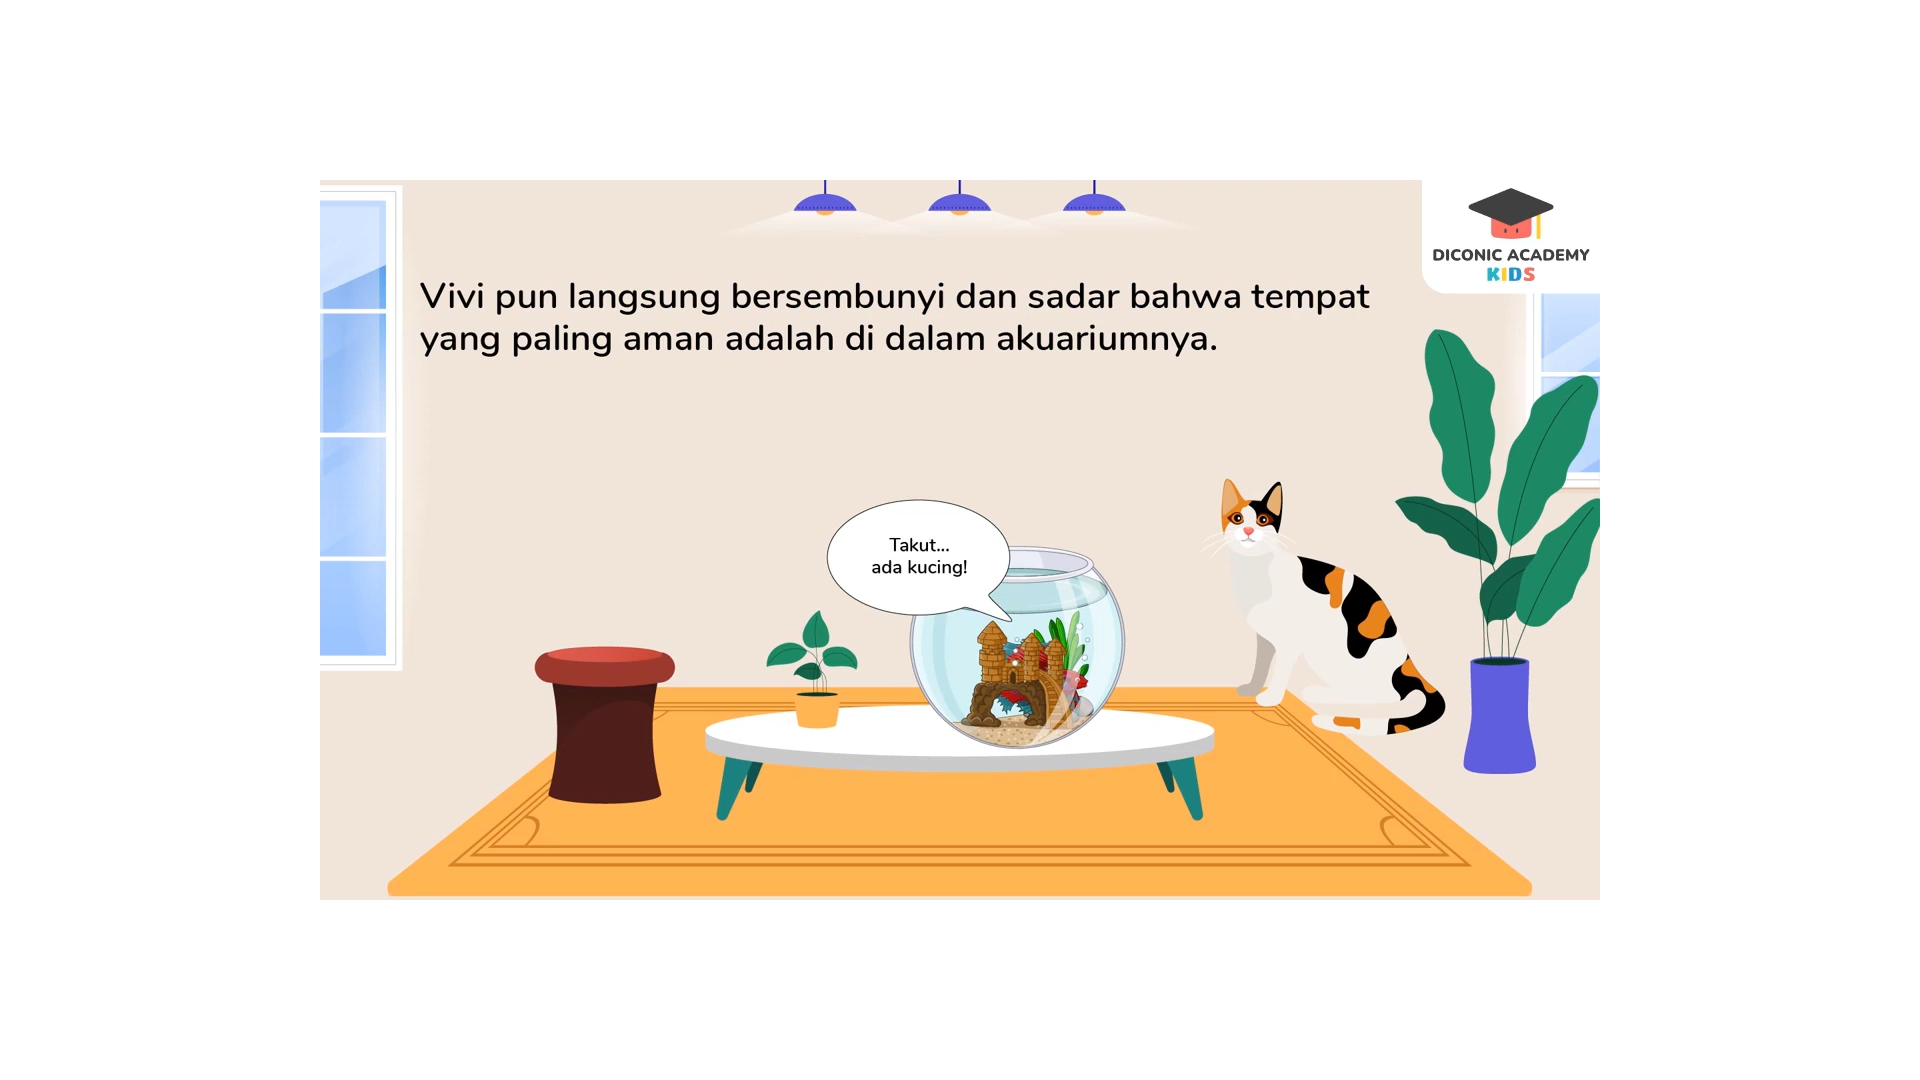 DICONIC ACADEMY
KIDS
Vivi pun langsung bersembunyi dan sadar bahwa tempat
yang paling aman adalah di dalam akuariumnya.
Takut...
ada kucing!